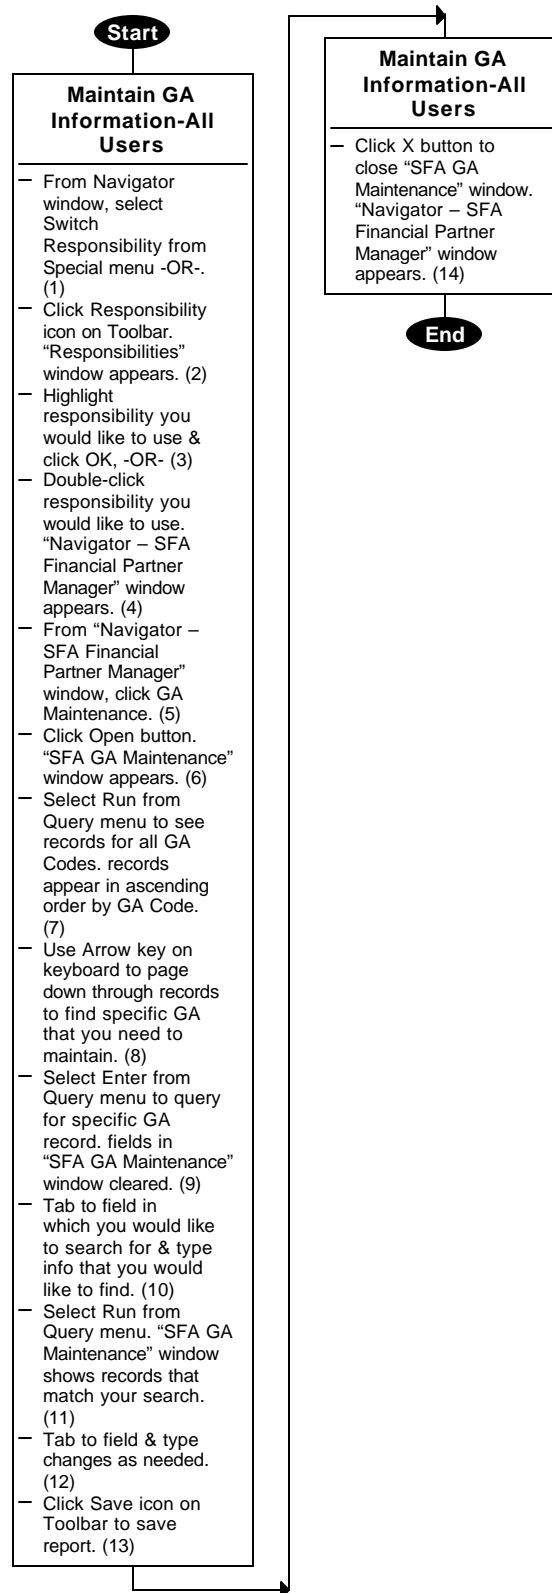 Start
Maintain GA
Information-All
Users
— From Navigator
window, select
Switch
Responsibility from
Special menu -OR-.
(1)
— Click Responsibility
icon on Toolbar.
“Responsibilities”
window appears. (2)
— Highlight
responsibility you
would like to use &
click OK, -OR- (3)
— Double-click
responsibility you
would like to use.
“Navigator – SFA
Financial Partner
Manager” window
appears. (4)
— From “Navigator –
SFA Financial
Partner Manager”
window, click GA
Maintenance. (5)
— Click Open button.
“SFA GA Maintenance”
window appears. (6)
— Select Run from
Query menu to see
records for all GA
Codes. records
appear in ascending
order by GA Code.
(7)
— Use Arrow key on
keyboard to page
down through records
to find specific GA
that you need to
maintain. (8)
— Select Enter from
Query menu to query
for specific GA
record. fields in
“SFA GA Maintenance”
window cleared. (9)
— Tab to field in
which you would like
to search for & type
info that you would
like to find. (10)
— Select Run from
Query menu. “SFA GA
Maintenance” window
shows records that
match your search.
(11)
— Tab to field & type
changes as needed.
(12)
— Click Save icon on
Toolbar to save
report. (13)
Maintain GA
Information-All
Users
— Click X button to
close “SFA GA
Maintenance” window.
“Navigator – SFA
Financial Partner
Manager” window
appears. (14)
End